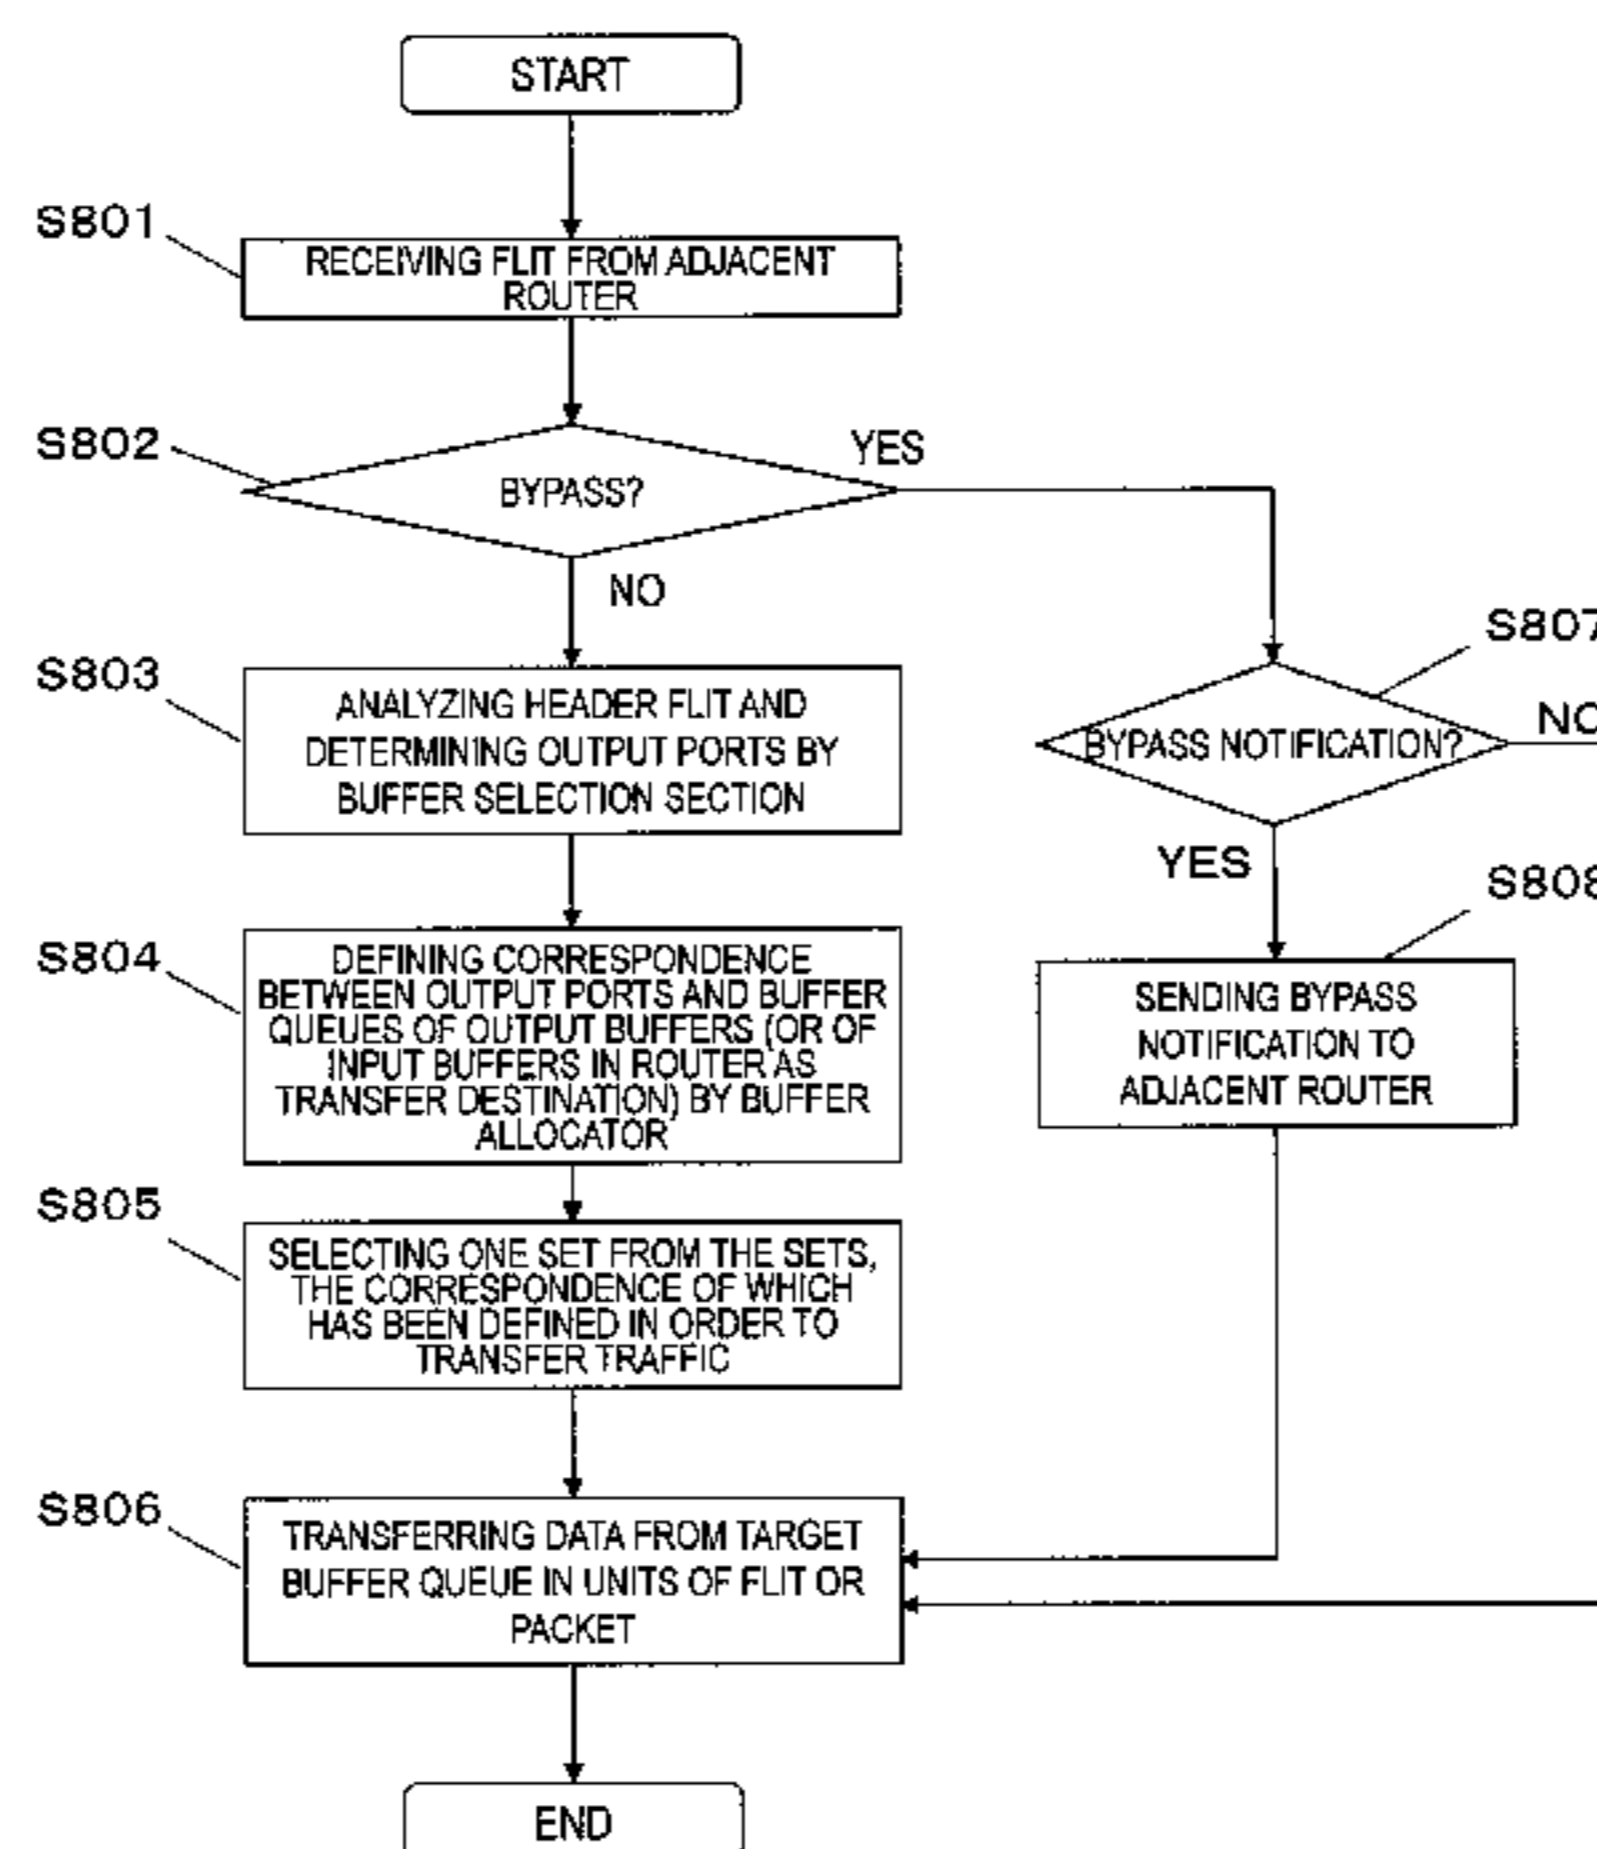 START
S801
RECEIVING FLIT FROM ADJACENT
ROUTER
S802
BYPASS?
YES
NO
S803
ANALYZING HEADER FLIT AND
DETERMINING OUTPUT PORTS BY
BUFFER SELECTION SECTION
S807
BYPASS NOTIFICATION?
NO
YES
S804
DEFINING CORRESPONDENCE
BETWEEN OUTPUT PORTS AND BUFFER
QUEUES OF OUTPUT BUFFERS (OR OF
INPUT BUFFERS IN ROUTER AS
TRANSFER DESTINATION) BY BUFFER
ALLOCATOR
S808
SENDING BYPASS
NOTIFICATION TO
ADJACENT ROUTER
S805
SELECTING ONE SET FROM THE SETS,
THE CORRESPONDENCE OF WHICH
HAS BEEN DEFINED IN ORDER TO
TRANSFER TRAFFIC
S806
TRANSFERRING DATA FROM TARGET
BUFFER QUEUE IN UNITS OF FLIT OR
PACKET
END